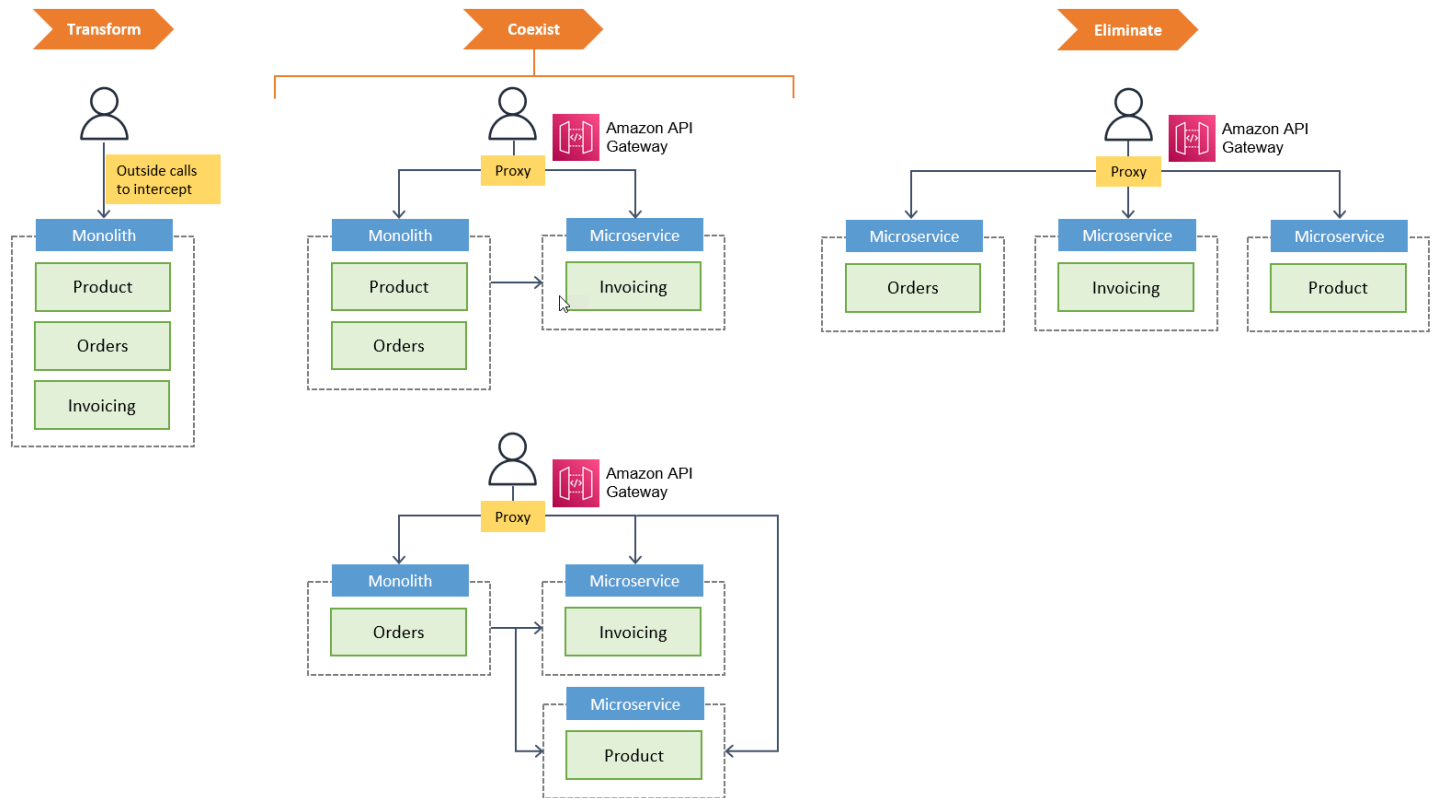 Transform
Coexist
Eliminate
Outside calls
to intercept
Monolith
Product
Orders
Invoicing
Amazon API
Gateway
Proxy
Monolith
Product
Orders
Microservice
Invoicing
Amazon API
Gateway
Proxy
Monolith
Orders
Microservice
Invoicing
Microservice
Product
Amazon API
Gateway
Proxy
Microservice
Orders
Microservice
Invoicing
Microservice
Product